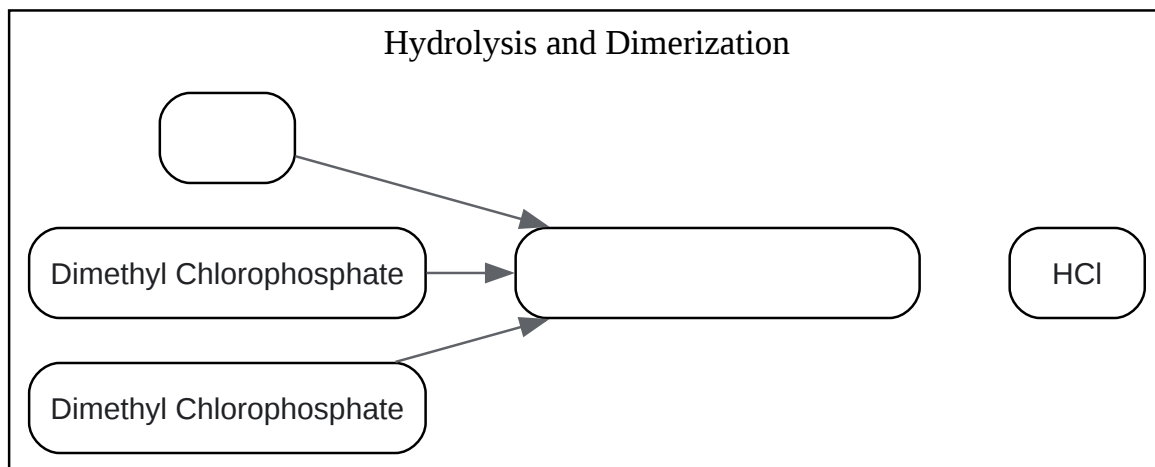 Hydrolysis and Dimerization
Dimethyl Chlorophosphate
HCl
Dimethyl Chlorophosphate